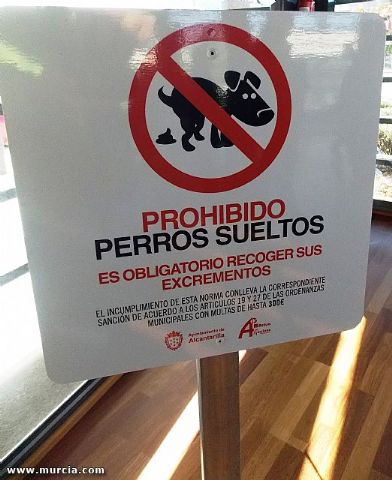 PROHIBIDO
PERROS SUELTOS
ES OBLIGATORIO RECOGER SUS
EXCREMENTOS
EL INCUMPLIMIENTO DE ESTA NORMA CONLLEVA LA CORRESPONDIENTE
SANCIÓN DE ACUERDO A LOS ARTICULOS 19 Y 27 DE LAS ORDENANZAS
MUNICIPALES CON MULTAS DE HASTA 300€
Ayuntamiento de
Alcantarilla
www.murcia.com